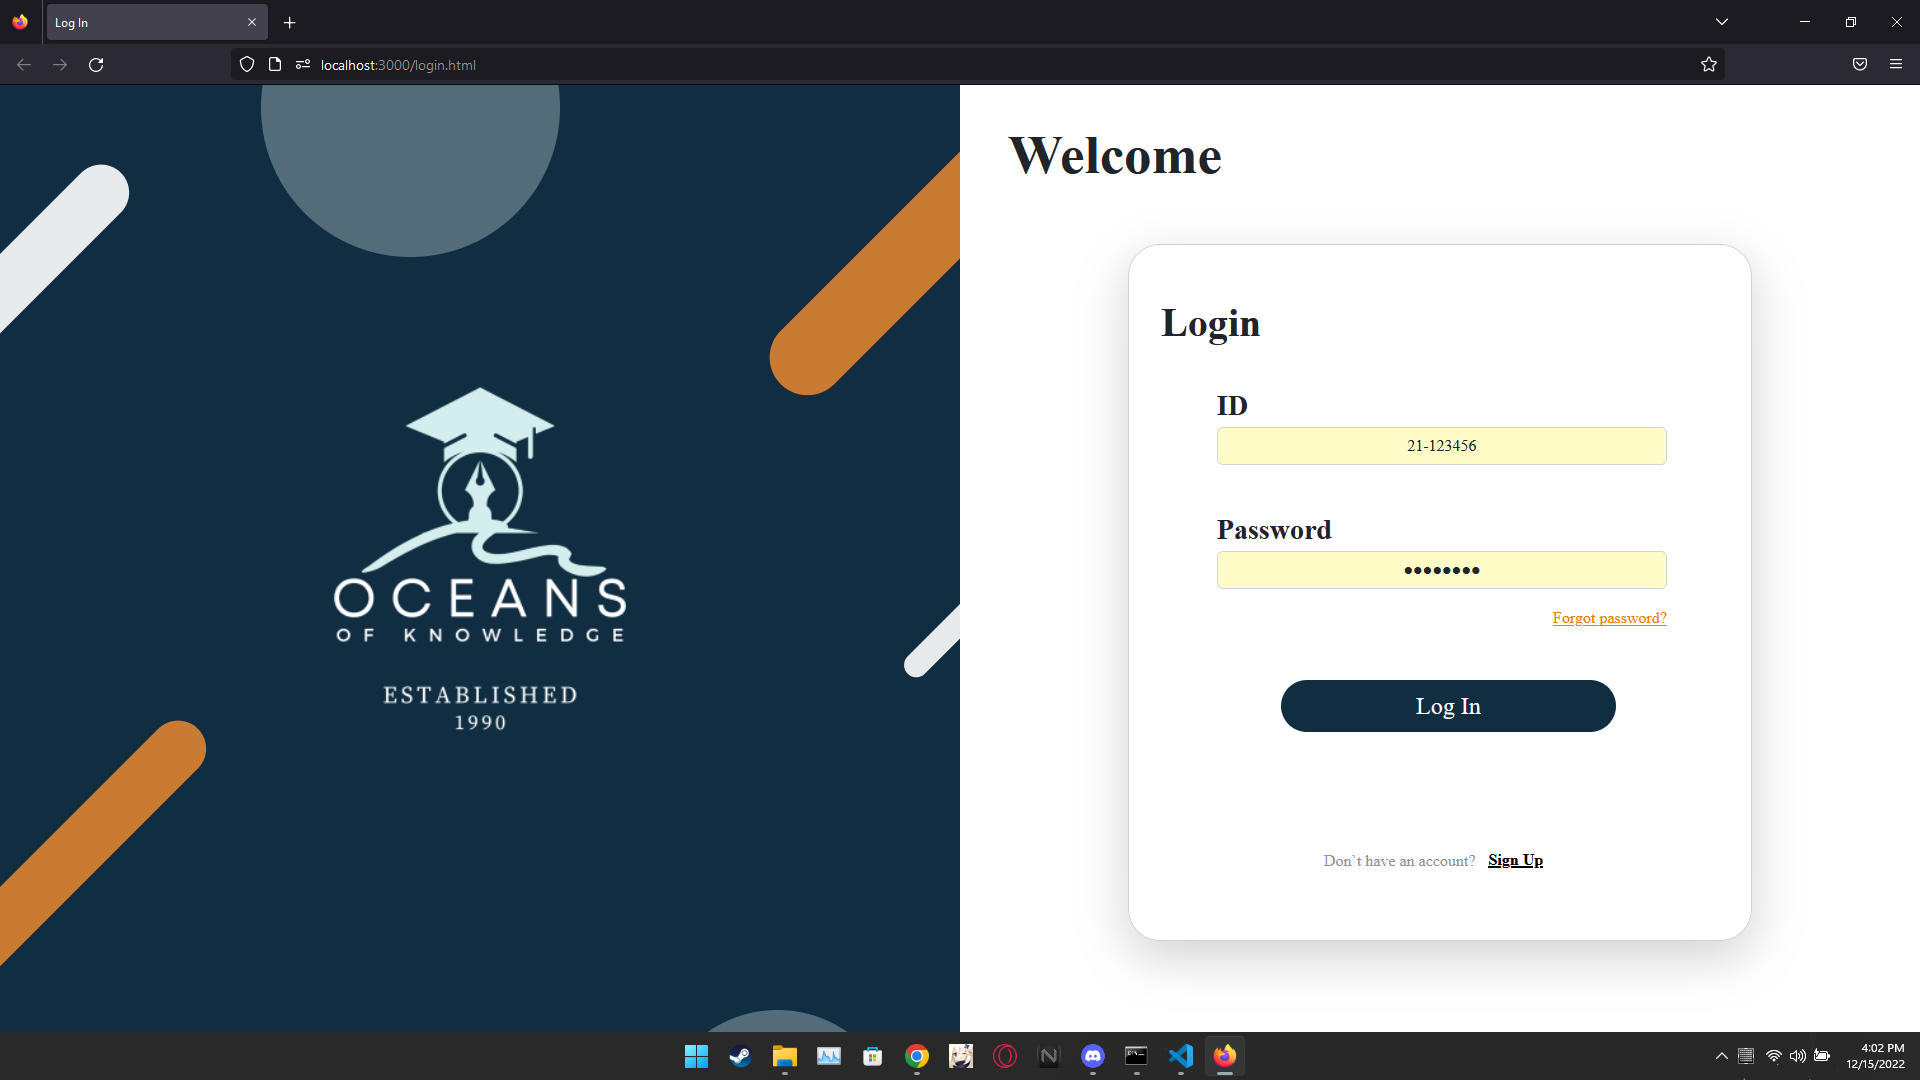 Log In
localhost:3000/login.html
OCEANS
OF KNOWLEDGE
ESTABLISHED
1990
Welcome
Login
ID
21-123456
Password
••••••••
Forgot password?
Log In
Don`t have an account? Sign Up
4:02 PM
12/15/2022